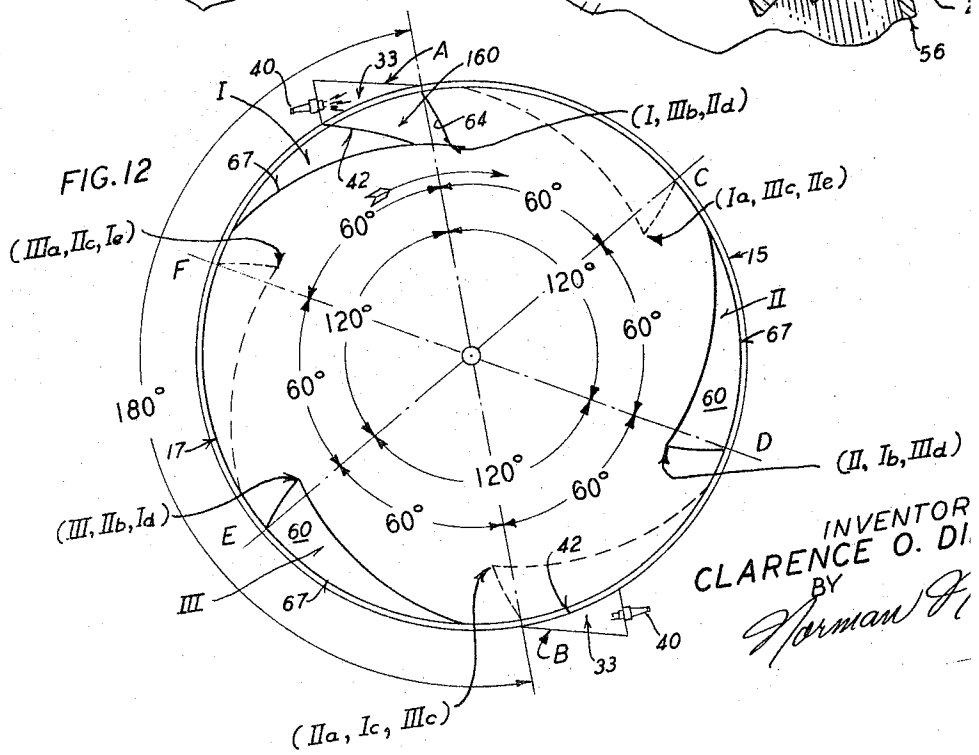 2
56
A
33
160
40
I
64
(I, IIIb, IId)
FIG. 12
67
42
C
(Ia, IIIc, IIe)
60°
60°
(IIIa, IIc, Ie)
F
15
120°
II
120°
60°
67
60
60°
180°
17
D
120°
(II, Ib, IIId)
(III, IIb, Id)
60°
60°
E
60
42
INVENTOR
CLARENCE O.
BY
Norman
III
67
B
33
40
(IIa, Ic, IIIc)